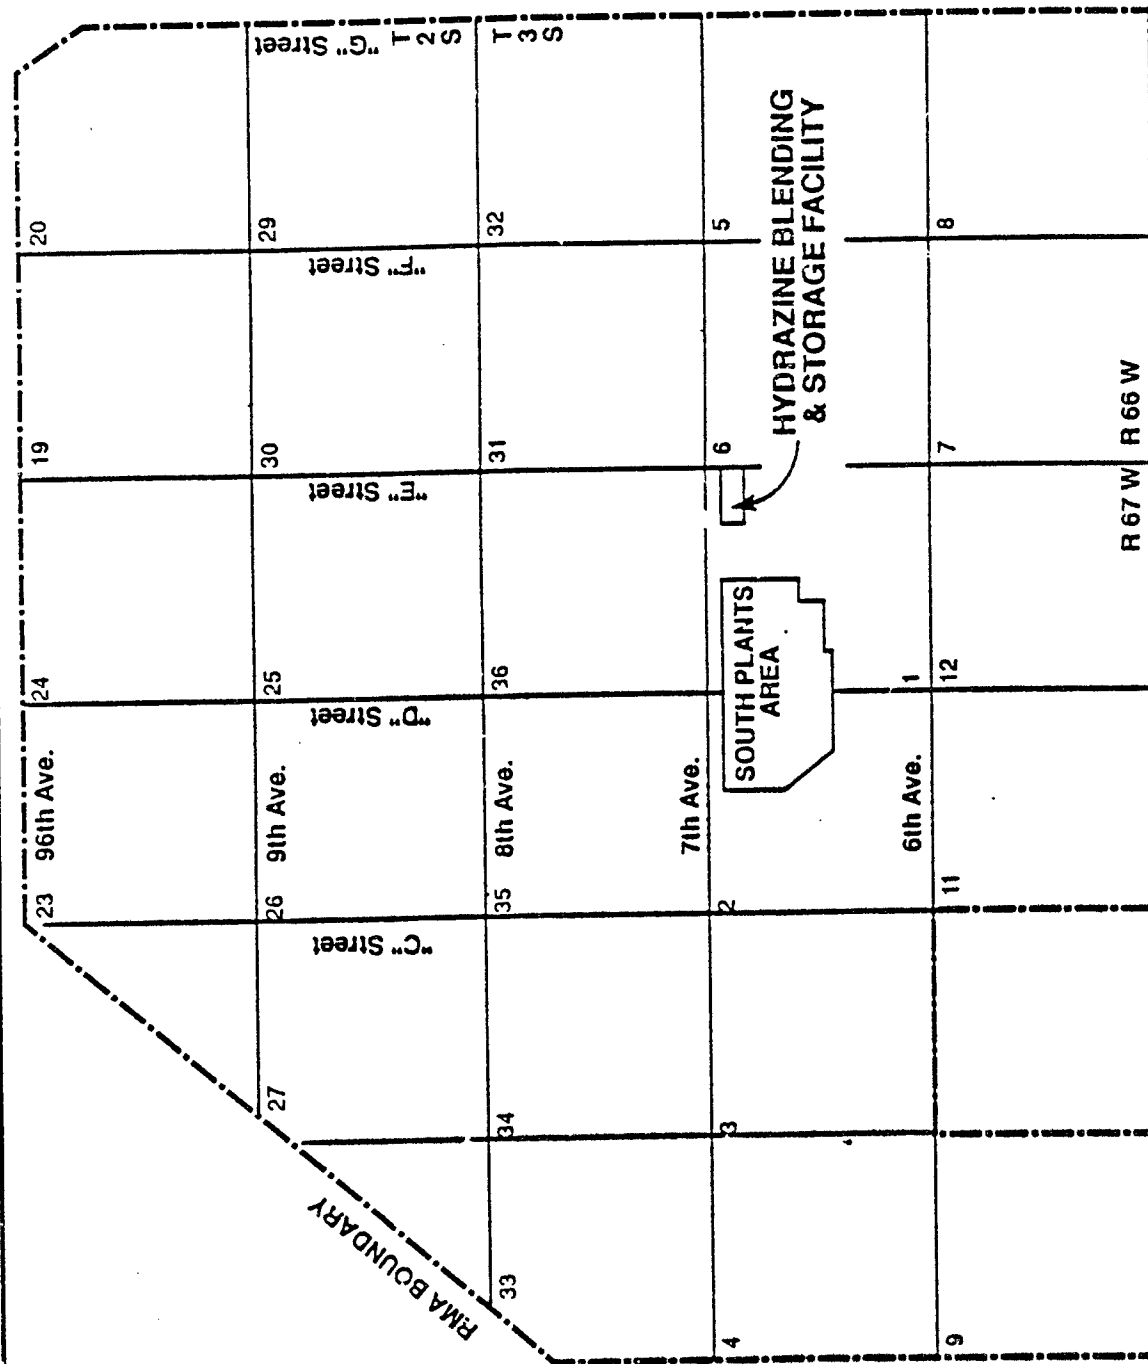 20
19
24
23
96th Ave.
"G" Street
T
2
S
T
3
S
29
"F" Street
30
"E" Street
25
"D" Street
9th Ave.
26
"C" Street
27
32
31
36
8th Ave.
35
34
33
RMA BOUNDARY
5
6
7th Ave.
2
3
4
HYDRAZINE BLENDING
& STORAGE FACILITY
SOUTH PLANTS
AREA
1
6th Ave.
8
7
12
11
9
R 67 W R 66 W